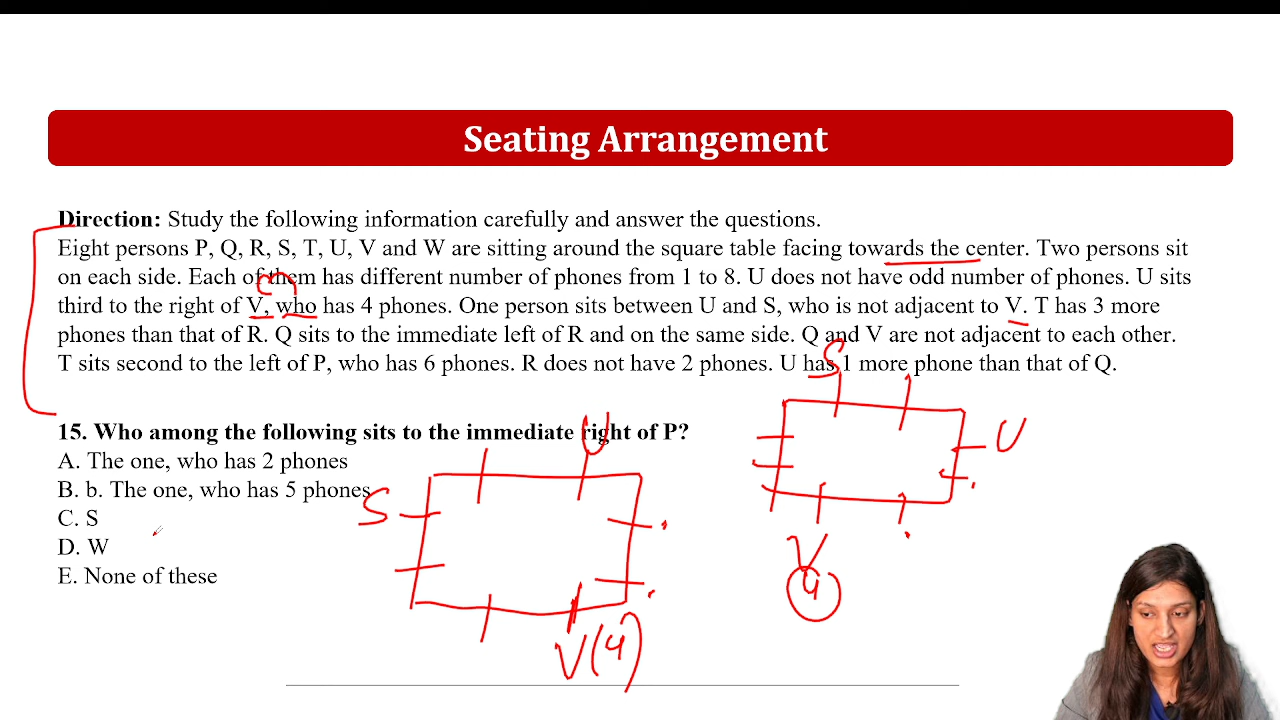 Seating Arrangement
Direction: Study the following information carefully and answer the questions.
Eight persons P, Q, R, S, T, U, V and W are sitting around the square table facing towards the center. Two persons sit
on each side. Each of them has different number of phones from 1 to 8. U does not have odd number of phones. U sits
third to the right of V, who has 4 phones. One person sits between U and S, who is not adjacent to V. T has 3 more
phones than that of R. Q sits to the immediate left of R and on the same side. Q and V are not adjacent to each other.
T sits second to the left of P, who has 6 phones. R does not have 2 phones. U has 1 more phone than that of Q.
15. Who among the following sits to the immediate right of P?
A. The one, who has 2 phones
B. b. The one, who has 5 phones
C. S
D. W
E. None of these
U
S
V(4)
S
U
V
4